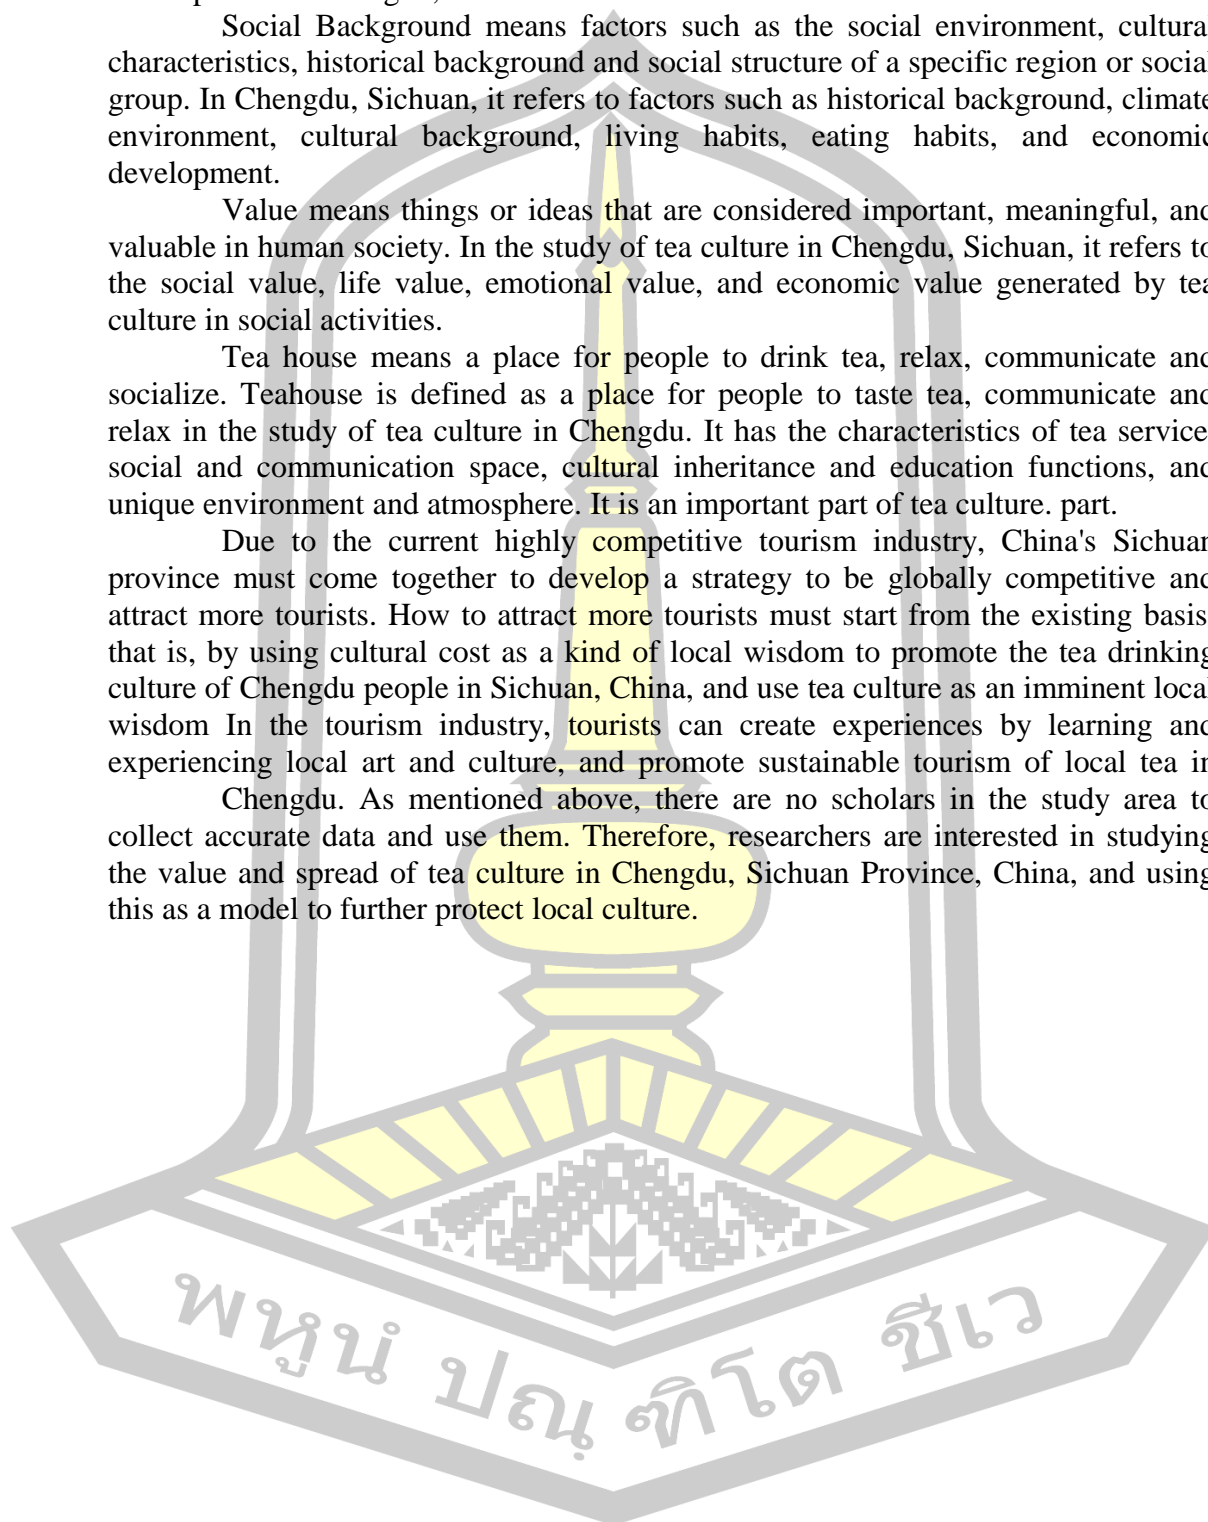 Social Background means factors such as the social environment, cultural
characteristics, historical background and social structure of a specific region or social
group. In Chengdu, Sichuan, it refers to factors such as historical background, climate
environment, cultural background, living habits, eating habits, and economic
development.
Value means things or ideas that are considered important, meaningful, and
valuable in human society. In the study of tea culture in Chengdu, Sichuan, it refers to
the social value, life value, emotional value, and economic value generated by tea
culture in social activities.
Tea house means a place for people to drink tea, relax, communicate and
socialize. Teahouse is defined as a place for people to taste tea, communicate and
relax in the study of tea culture in Chengdu. It has the characteristics of tea service
social and communication space, cultural inheritance and education functions, and
unique environment and atmosphere. It is an important part of tea culture. part.
Due to the current highly competitive tourism industry, China's Sichuan
province must come together to develop a strategy to be globally competitive and
attract more tourists. How to attract more tourists must start from the existing basis
that is, by using cultural cost as a kind of local wisdom to promote the tea drinking
culture of Chengdu people in Sichuan, China, and use tea culture as an imminent local
wisdom In the tourism industry, tourists can create experiences by learning and
experiencing local art and culture, and promote sustainable tourism of local tea in
Chengdu. As mentioned above, there are no scholars in the study area to
collect accurate data and use them. Therefore, researchers are interested in studying
the value and spread of tea culture in Chengdu, Sichuan Province, China, and using
this as a model to further protect local culture.
พหูนํ ปณฺฑิโต ชีเว